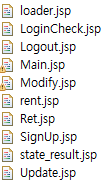 loader.jsp
LoginCheck.jsp
Logout.jsp
Main.jsp
Modify.jsp
rent.jsp
Ret.jsp
SignUp.jsp
state_result.jsp
Update.jsp